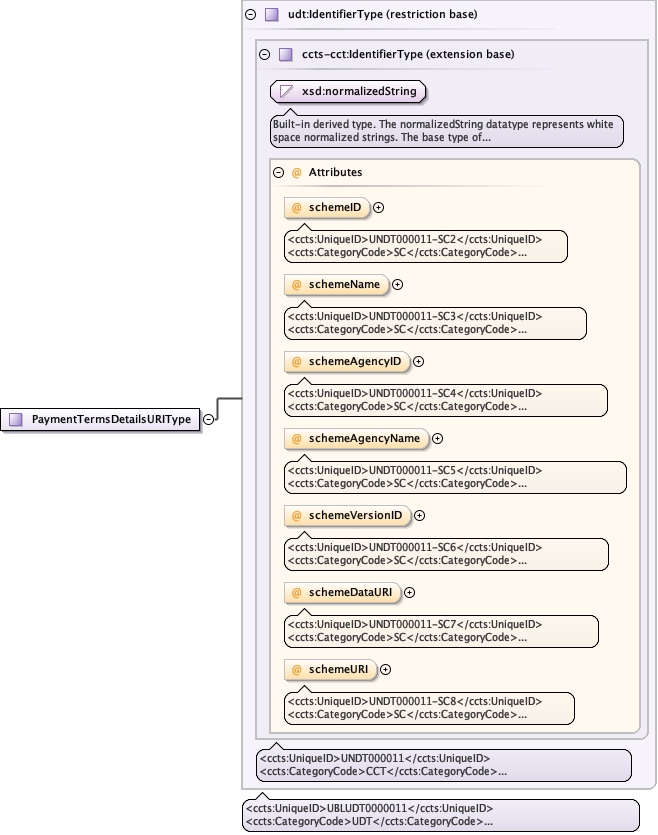 udt:IdentifierType (restriction base)
ccts-cct:IdentifierType (extension base)
xsd:normalizedString
Built-in derived type. The normalizedString datatype represents white
space normalized strings. The base type of...
@ Attributes
@ schemeID
<ccts:UniqueID>UNDT000011-SC2</ccts:UniqueID>
<ccts:CategoryCode>SC</ccts:CategoryCode>...
@ schemeName
<ccts:UniqueID>UNDT000011-SC3</ccts:UniqueID>
<ccts:CategoryCode>SC</ccts:CategoryCode>...
@ schemeAgencyID
<ccts:UniqueID>UNDT000011-SC4</ccts:UniqueID>
<ccts:CategoryCode>SC</ccts:CategoryCode>...
PaymentTermsDetailsURIType
@ schemeAgencyName
<ccts:UniqueID>UNDT000011-SC5</ccts:UniqueID>
<ccts:CategoryCode>SC</ccts:CategoryCode>...
@ schemeVersionID
<ccts:UniqueID>UNDT000011-SC6</ccts:UniqueID>
<ccts:CategoryCode>SC</ccts:CategoryCode>...
@ schemeDataURI
<ccts:UniqueID>UNDT000011-SC7</ccts:UniqueID>
<ccts:CategoryCode>SC</ccts:CategoryCode>...
@ schemeURI
<ccts:UniqueID>UNDT000011-SC8</ccts:UniqueID>
<ccts:CategoryCode>SC</ccts:CategoryCode>...
<ccts:UniqueID>UNDT000011</ccts:UniqueID>
<ccts:CategoryCode>CCT</ccts:CategoryCode>...
<ccts:UniqueID>UBLUDT0000011</ccts:UniqueID>
<ccts:CategoryCode>UDT</ccts:CategoryCode>...